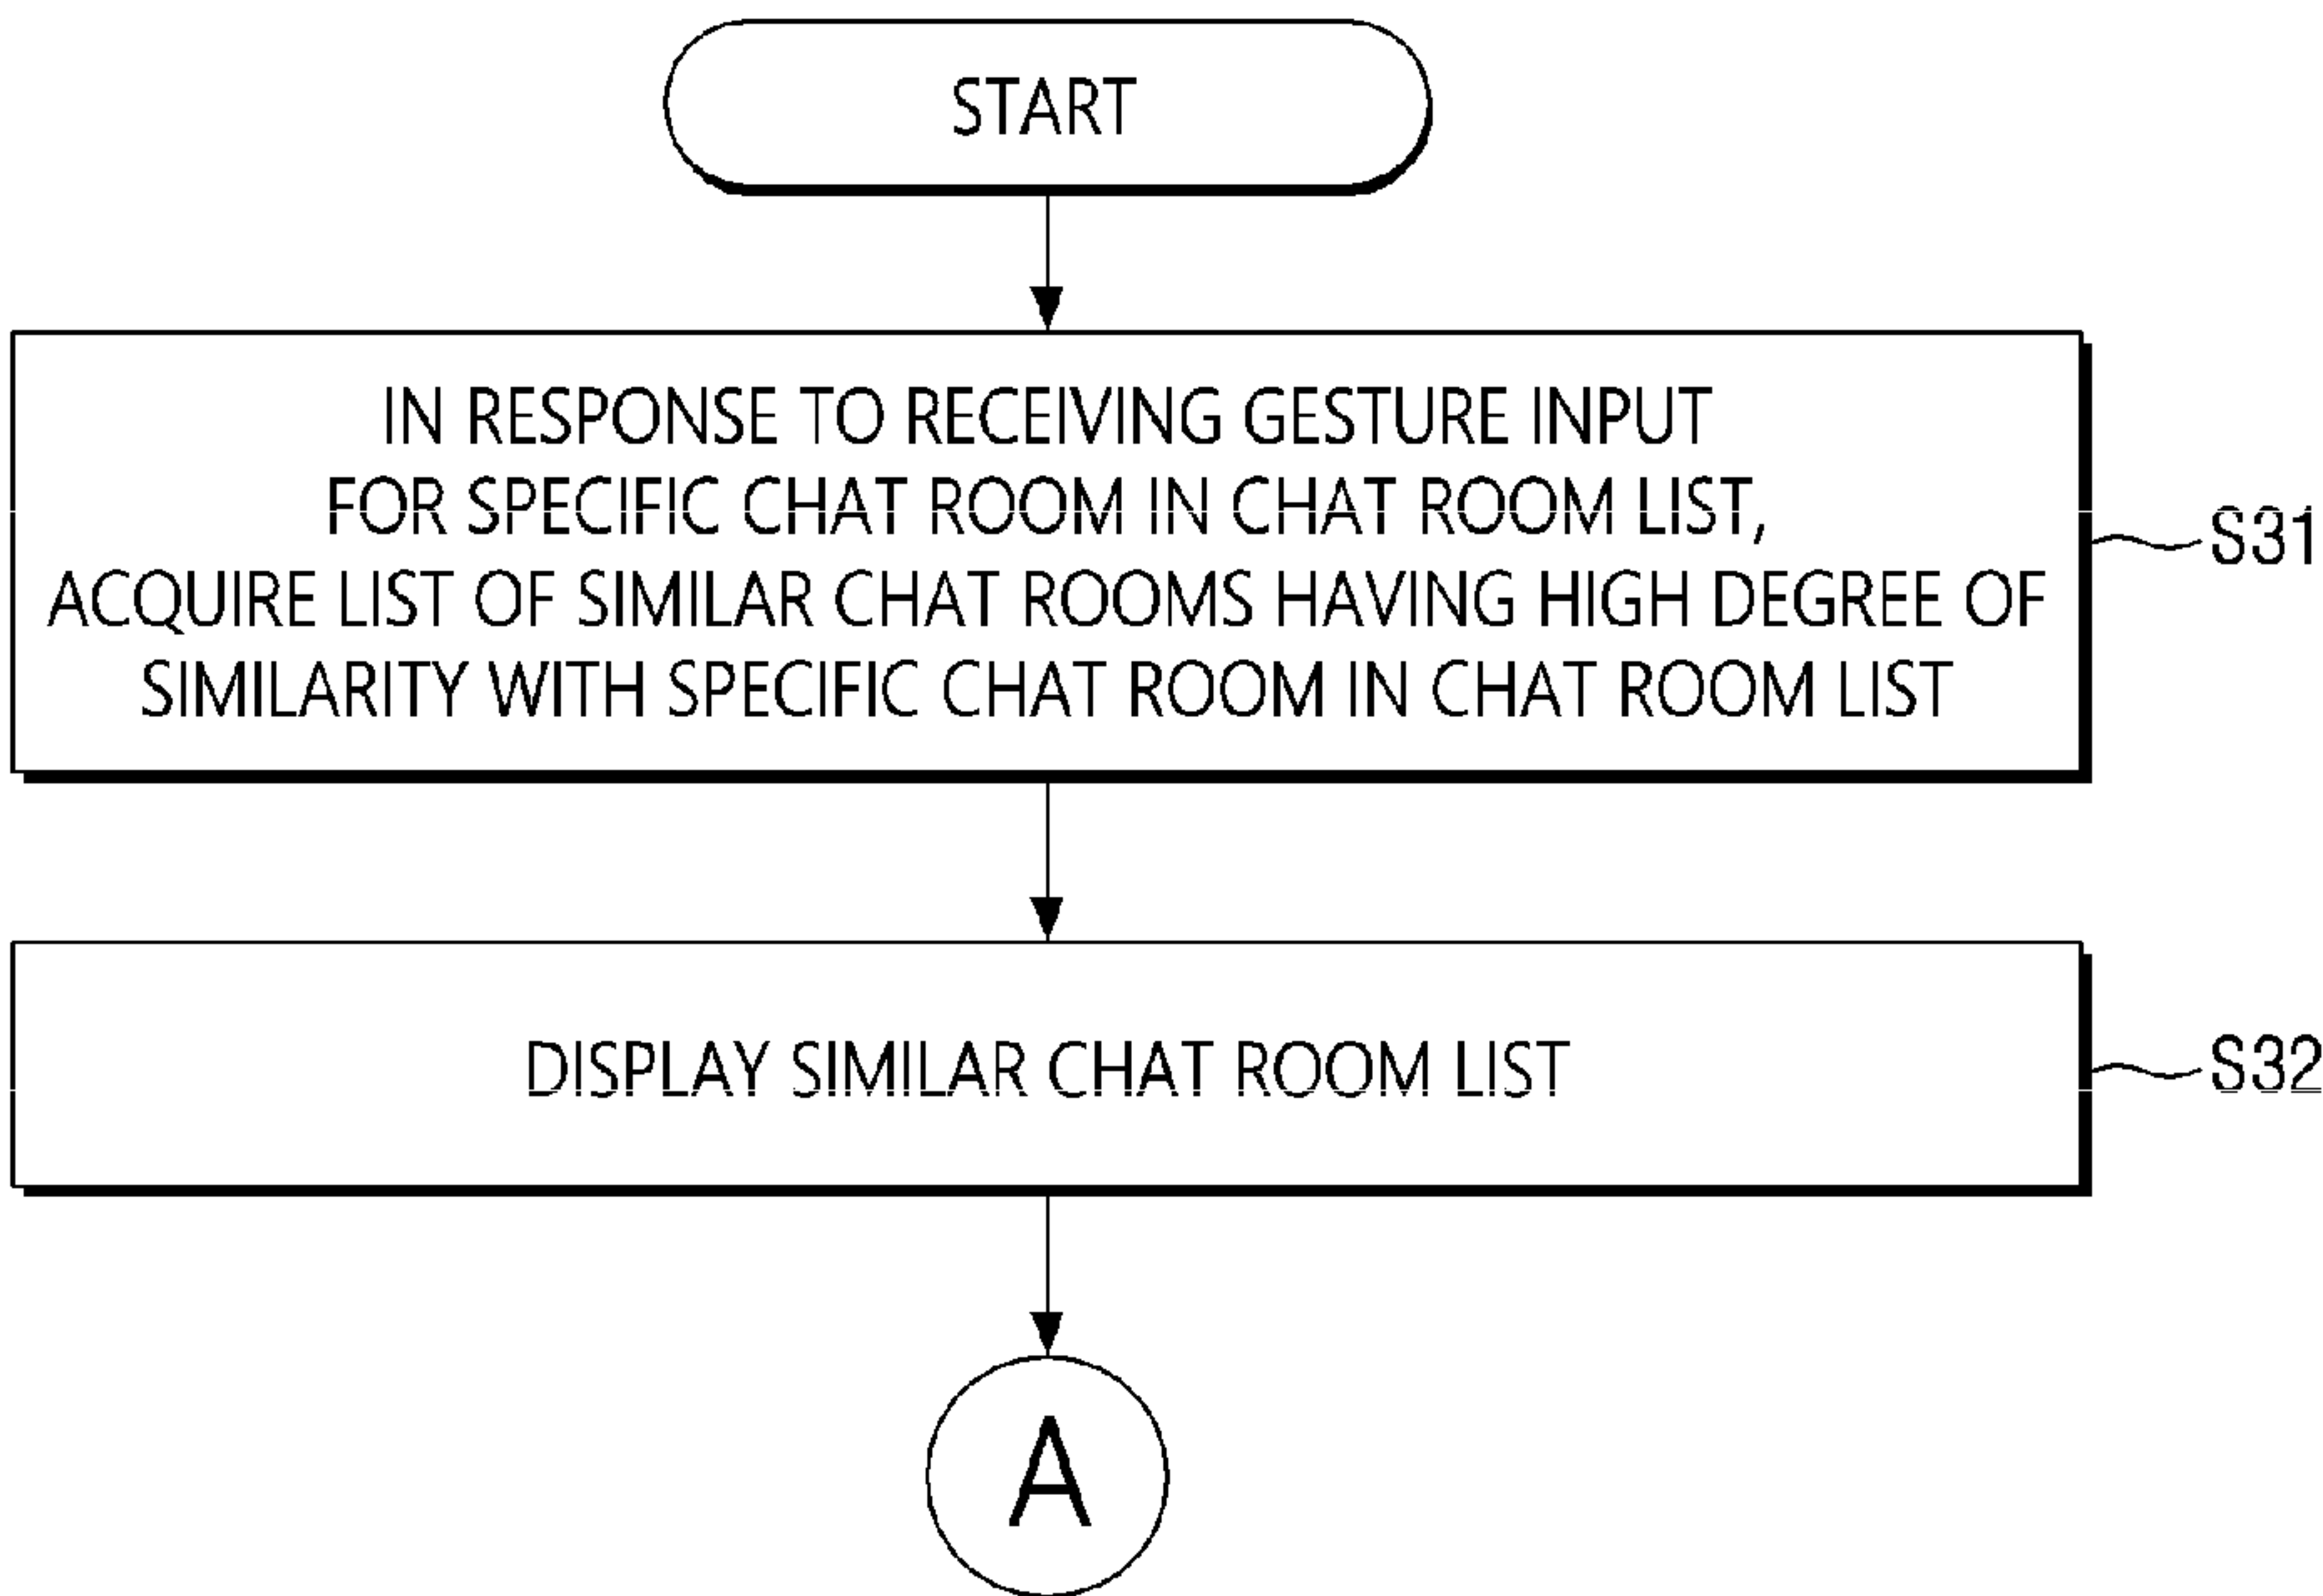 START
IN RESPONSE TO RECEIVING GESTURE INPUT
FOR SPECIFIC CHAT ROOM IN CHAT ROOM LIST,
ACQUIRE LIST OF SIMILAR CHAT ROOMS HAVING HIGH DEGREE OF
SIMILARITY WITH SPECIFIC CHAT ROOM IN CHAT ROOM LIST
S31
DISPLAY SIMILAR CHAT ROOM LIST
S32
A